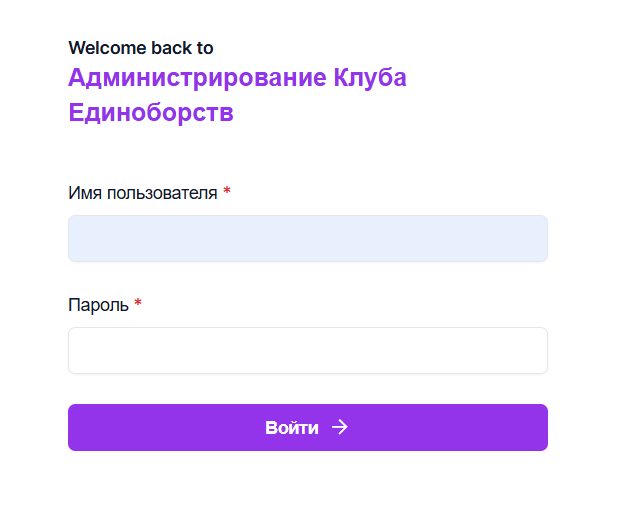 Welcome back to
Администрирование Клуба
Единоборств
Имя пользователя *
Пароль *
Войти →